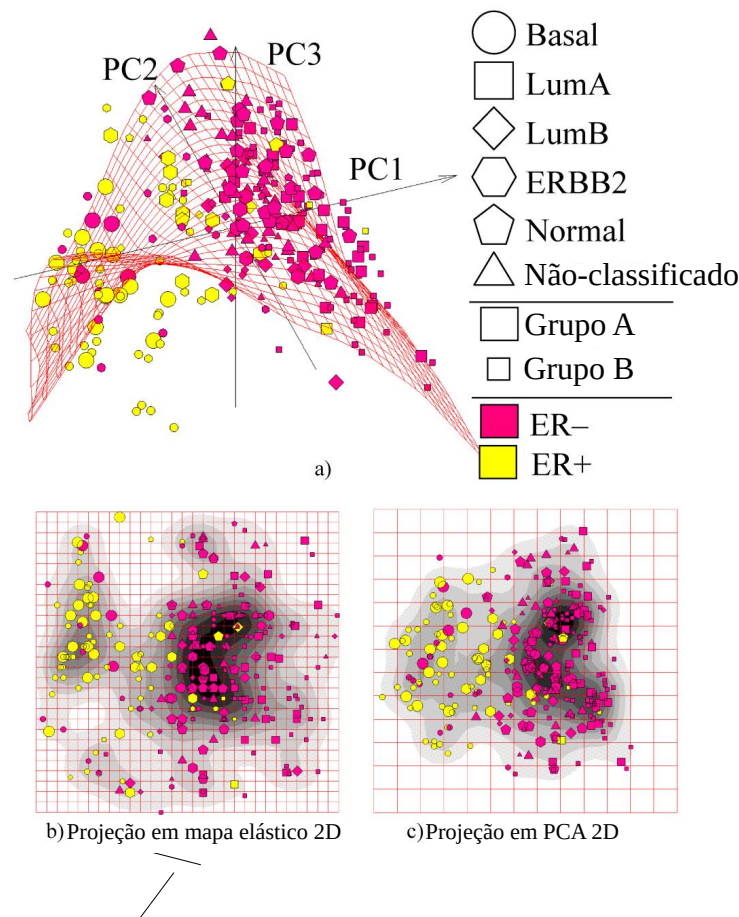 PC3
PC2
PC1
Basal
LumA
LumB
ERBB2
Normal
Não-classificado
Grupo A
Grupo B
ER–
ER+
a)
b) Projeção em mapa elástico 2D
c) Projeção em PCA 2D